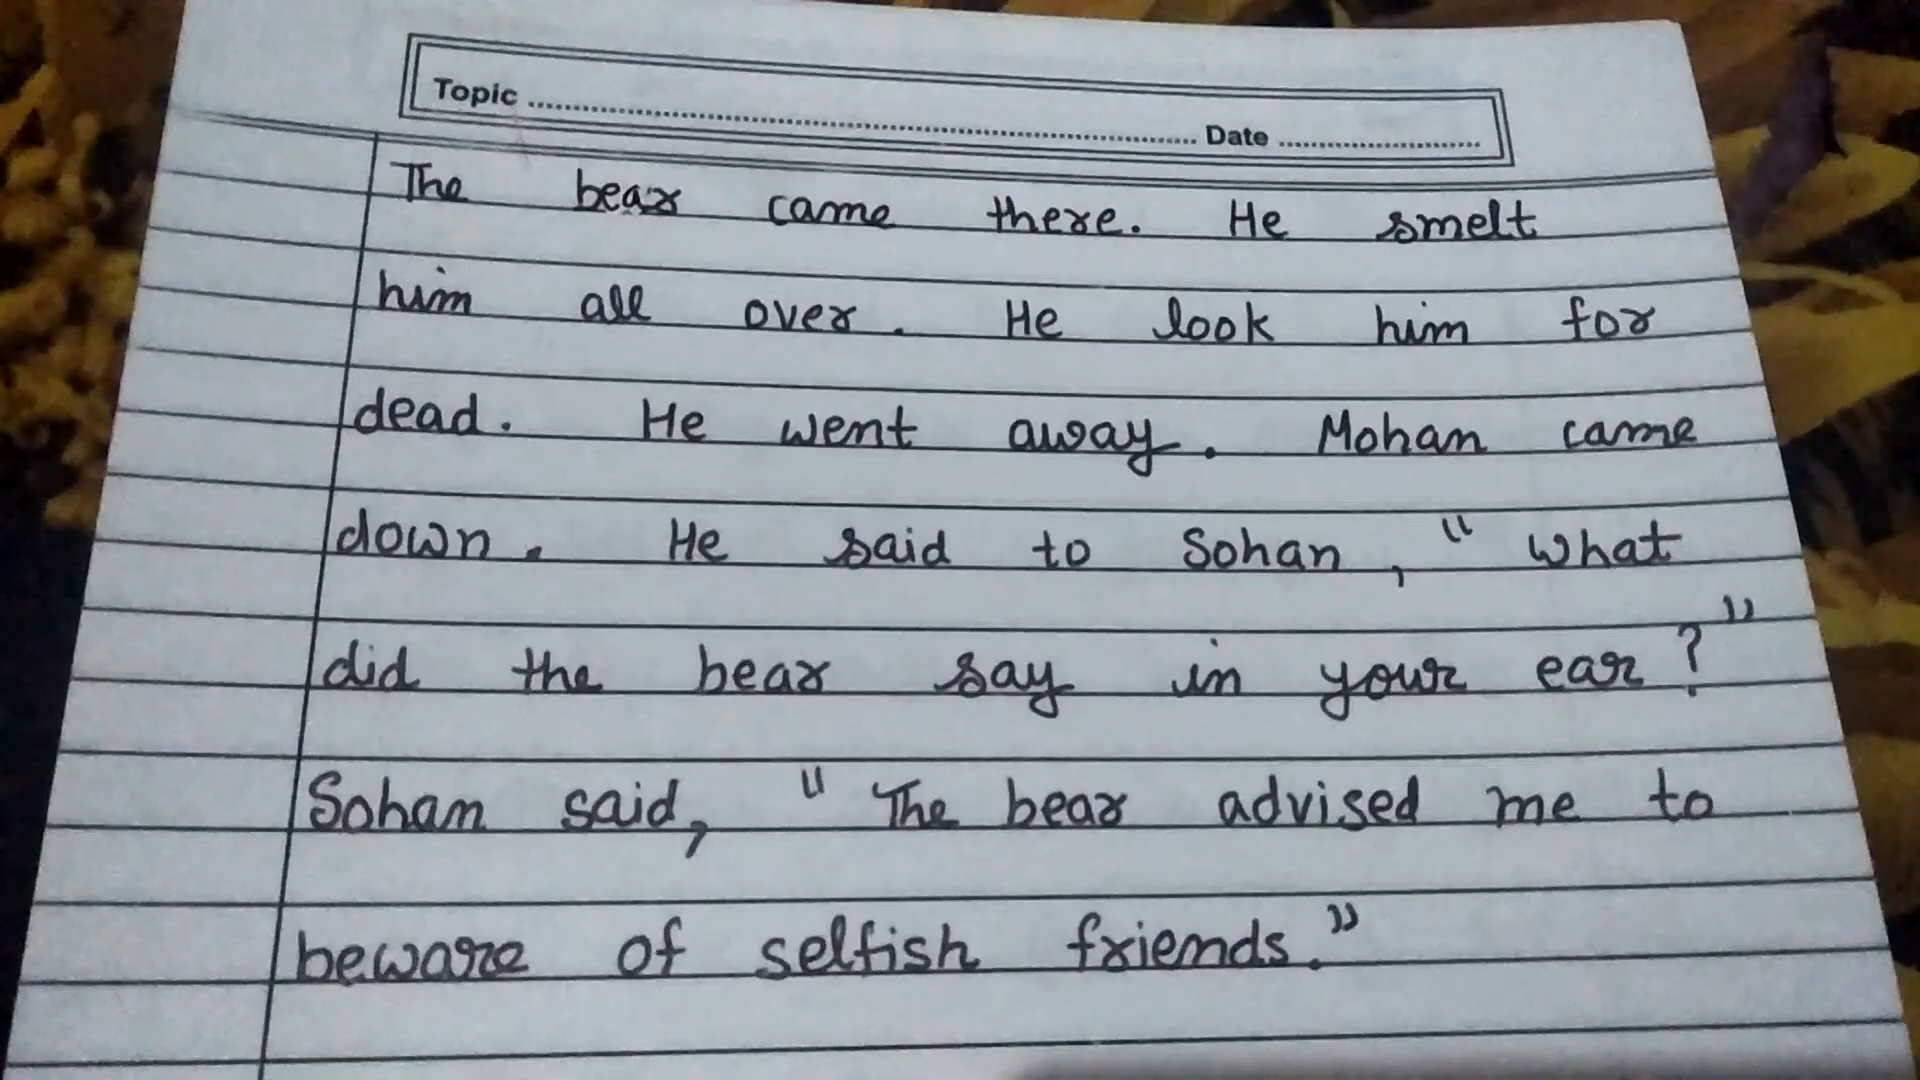 Topic ........................ Date ............
The bear came there. He smelt
him all over. He look him for
dead. He went away. Mohan came
down. He said to Sohan, "What
did the bear say in your ear?"
Soham said, "The bear advised me to
beware of selfish friends."